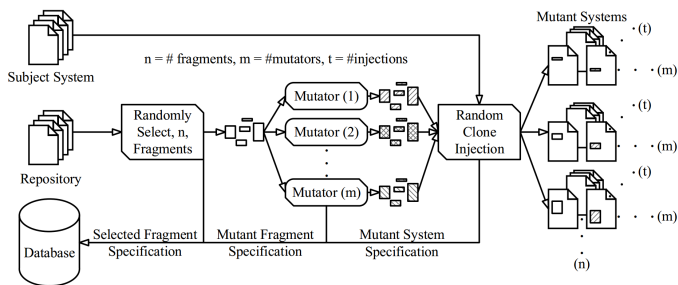 Mutant Systems
Subject System
n = # fragments, m = #mutators, t = #injections
(t)
(m)
Repository
Randomly
Select, n,
Fragments
Mutator (1)
Mutator (2)
Mutator (m)
Random
Clone
Injection
(t)
(m)
(t)
(m)
(n)
Database
Selected Fragment
Specification
Mutant Fragment
Specification
Mutant System
Specification